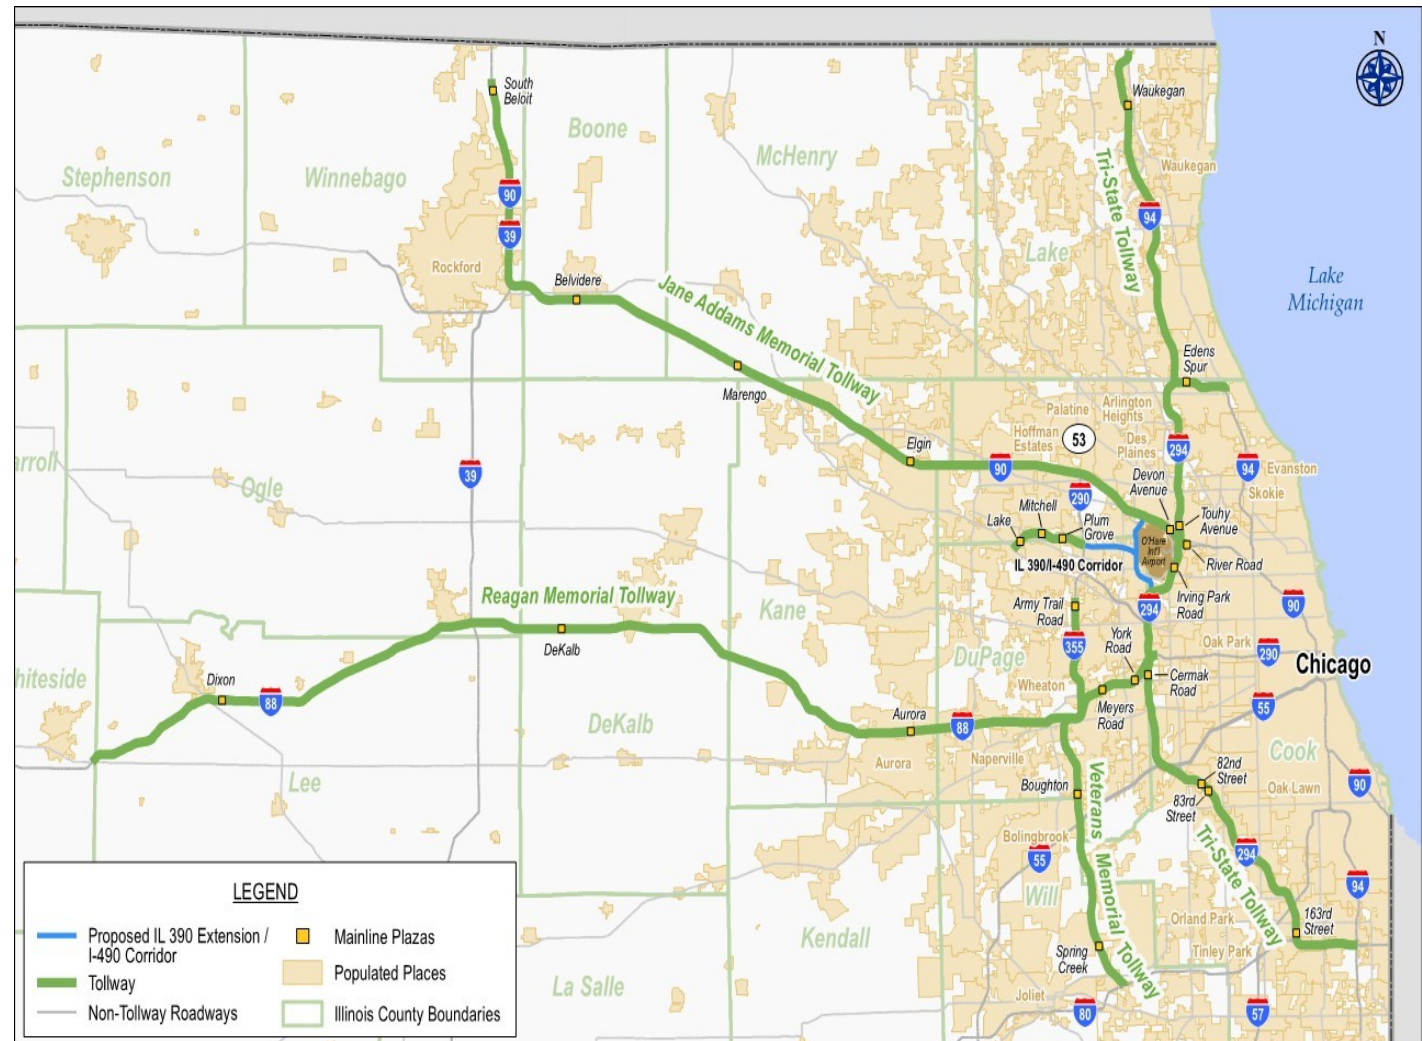 N
South
Beloit
Waukegan
Boone
Stephenson
Winnebago
McHenry
Waukegan
90
Tri-State Tollway
94
39
Lake
Rockford
Belvidere
Jane Addams Memorial Tollway
Lake
Michigan
Edens
Spur
Marengo
Palatine
Arlington
Heights
Hoffman
Estates
53
Des
Plaines
294
Elgin
90
94
Evanston
Skokie
39
arroll
Ogle
290
Devon
Avenue
Lake
Mitchell
Plum
Grove
Touhy
Avenue
O'Hare
Int'l
Airport
IL 390/I-490 Corridor
River Road
Reagan Memorial Tollway
Kane
Army Trail
Road
294
Irving Park
Road
90
DeKalb
355
York
Road
Oak Park
290
Chicago
DuPage
hiteside
Dixon
88
Wheaton
Cermak
Road
Meyers
Road
55
DeKalb
Aurora
88
Cook
Aurora
Naperville
Lee
Boughton
Veterans Memorial Tollway
82nd
Street
83rd
Street
Oak Lawn
90
Bolingbrook
55
Tri-State Tollway
294
Will
94
Kendall
Orland Park
163rd
Street
Tinley Park
Spring
Creek
La Salle
Joliet
80
57
LEGEND
Proposed IL 390 Extension /
I-490 Corridor
Tollway
Non-Tollway Roadways
Mainline Plazas
Populated Places
Illinois County Boundaries